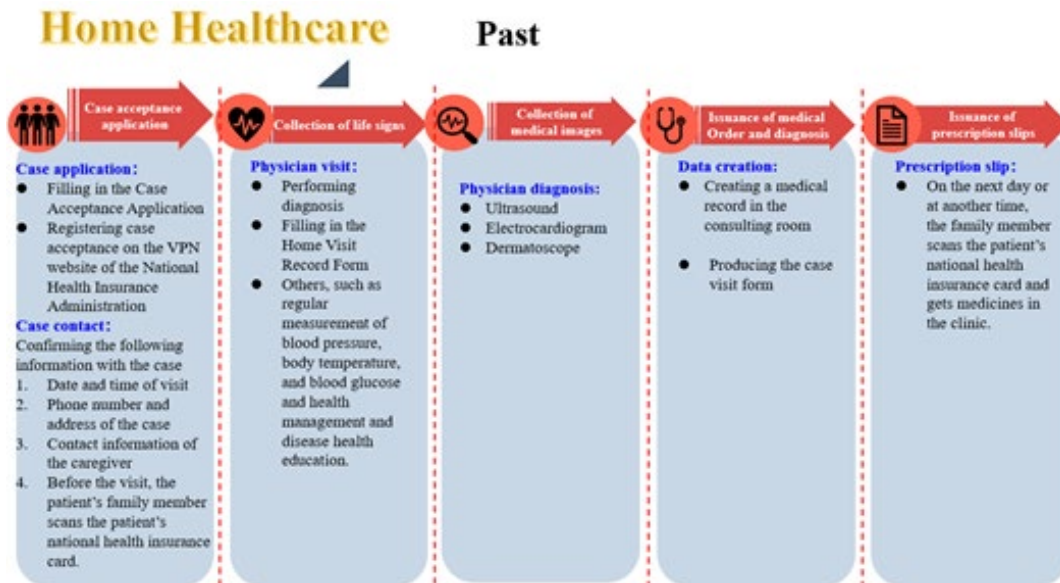 Home Healthcare
Past
Case acceptance
application
Case application:
● Filling in the Case
Acceptance Application
● Registering case
acceptance on the VPN
website of the National
Health Insurance
Administration
Case contact:
Confirming the following
information with the case
1. Date and time of visit
2. Phone number and
address of the case
3. Contact information of
the caregiver
4. Before the visit, the
patient's family member
scans the patient's
national health insurance
card.
Collection of life signs
Physician visit:
● Performing
diagnosis
● Filling in the
Home Visit
Record Form
● Others, such as
regular
measurement of
blood pressure,
body temperature,
and blood glucose
and health
management and
disease health
education.
Collection of
medical images
Physician diagnosis:
● Ultrasound
● Electrocardiogram
● Dermatoscope
Issuance of medical
Order and diagnosis
Data creation:
● Creating a medical
record in the
consulting room
● Producing the case
visit form
Issuance of
prescription slips
Prescription slip:
● On the next day or
at another time,
the family member
scans the patient's
national health
insurance card and
gets medicines in
the clinic.